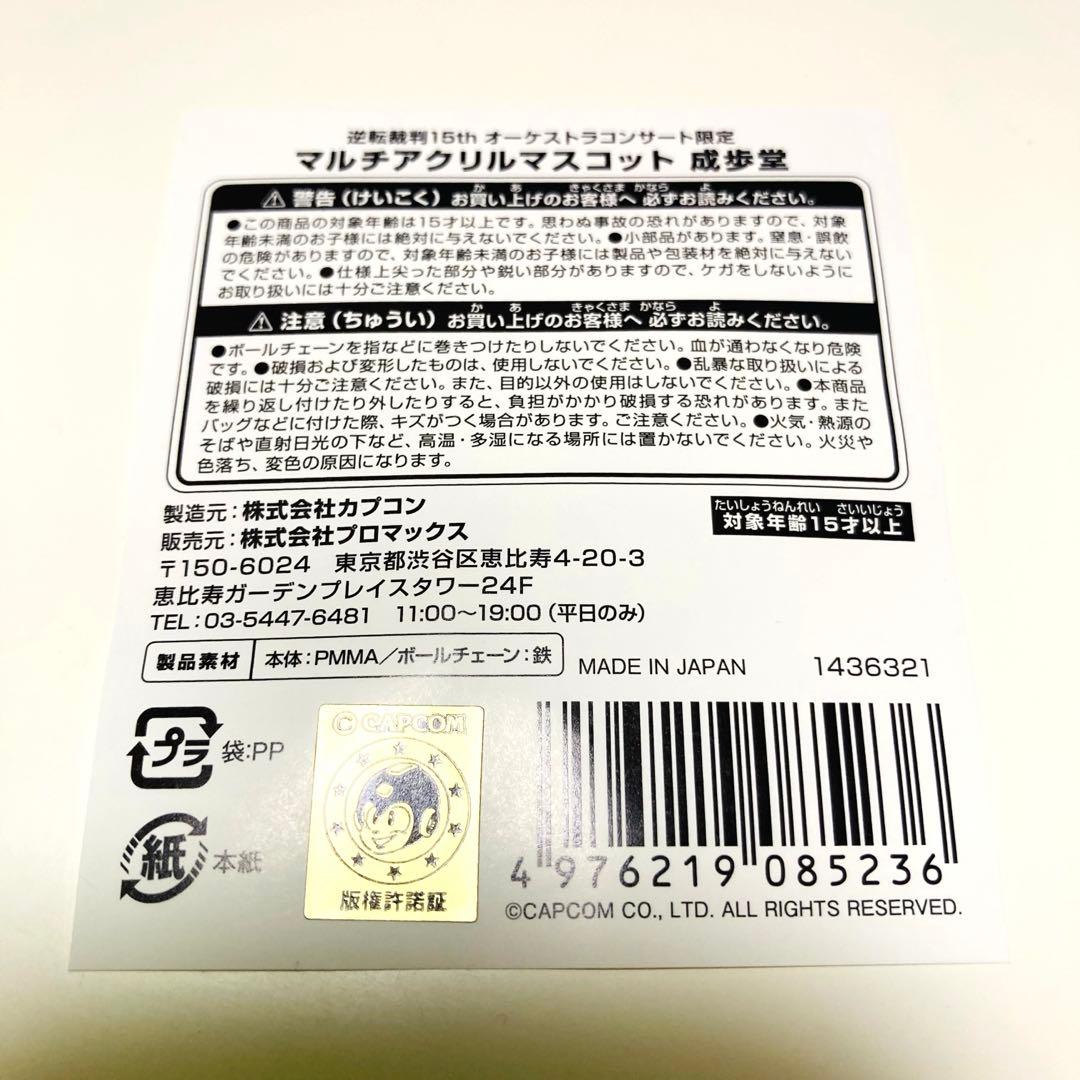 逆転裁判15th オーケストラコンサート限定
マルチアクリルマスコット 成歩堂
⚠ 警告（けいこく）お買い上げのお客様へ 必ずお読みください。
か あ きゃくさま かなら よ
●この商品の対象年齢は15才以上です。思わぬ事故の恐れがありますので、対象
年齢未満のお子様には絶対に与えないでください。●小部品があります。窒息・誤飲
の危険がありますので、対象年齢未満のお子様には製品や包装材を絶対に与えない
でください。●仕様上尖った部分や鋭い部分がありますので、ケガをしないように
お取り扱いには十分ご注意ください。
か あ きゃくさま かなら よ
⚠ 注意（ちゅうい）お買い上げのお客様へ 必ずお読みください。
●ボールチェーンを指などに巻きつけたりしないでください。血が通わなくなり危険
です。●破損および変形したものは、使用しないでください。●乱暴な取り扱いによる
破損には十分ご注意ください。また、目的以外の使用はしないでください。●本商品
を繰り返し付けたり外したりすると、負担がかかり破損する恐れがあります。また
バッグなどに付けた際、キズがつく場合があります。ご注意ください。●火気・熱源の
そばや直射日光の下など、高温・多湿になる場所には置かないでください。火災や
色落ち、変色の原因になります。
製造元：株式会社カプコン
たいしょうねんれい さいいじょう
対象年齢15才以上
販売元：株式会社プロマックス
〒150-6024 東京都渋谷区恵比寿4-20-3
恵比寿ガーデンプレイスタワー24F
TEL：03-5447-6481 11:00～19:00（平日のみ）
製品素材 本体：PMMA／ボールチェーン：鉄 MADE IN JAPAN 1436321
プラ 袋:PP
紙 本紙
© CAPCOM
版権許諾証
4 976219 085236
©CAPCOM CO., LTD. ALL RIGHTS RESERVED.